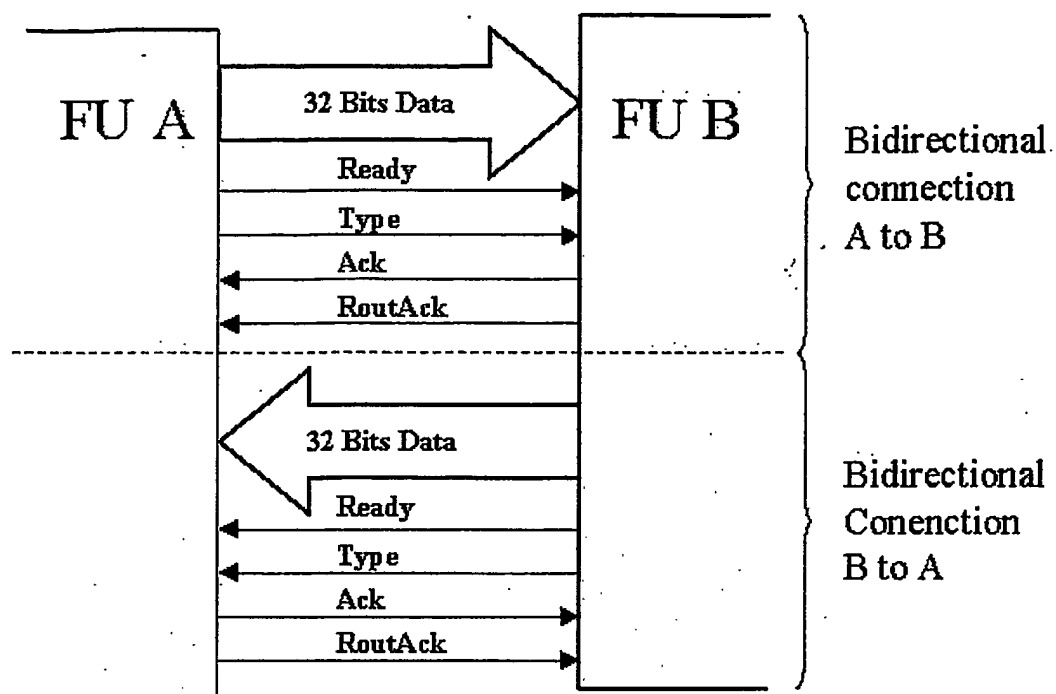 FU A
32 Bits Data
FU B
Ready
Type
Ack
RoutAck
Bidirectional
connection
A to B
32 Bits Data
Ready
Type
Ack
RoutAck
Bidirectional
Conenction
B to A